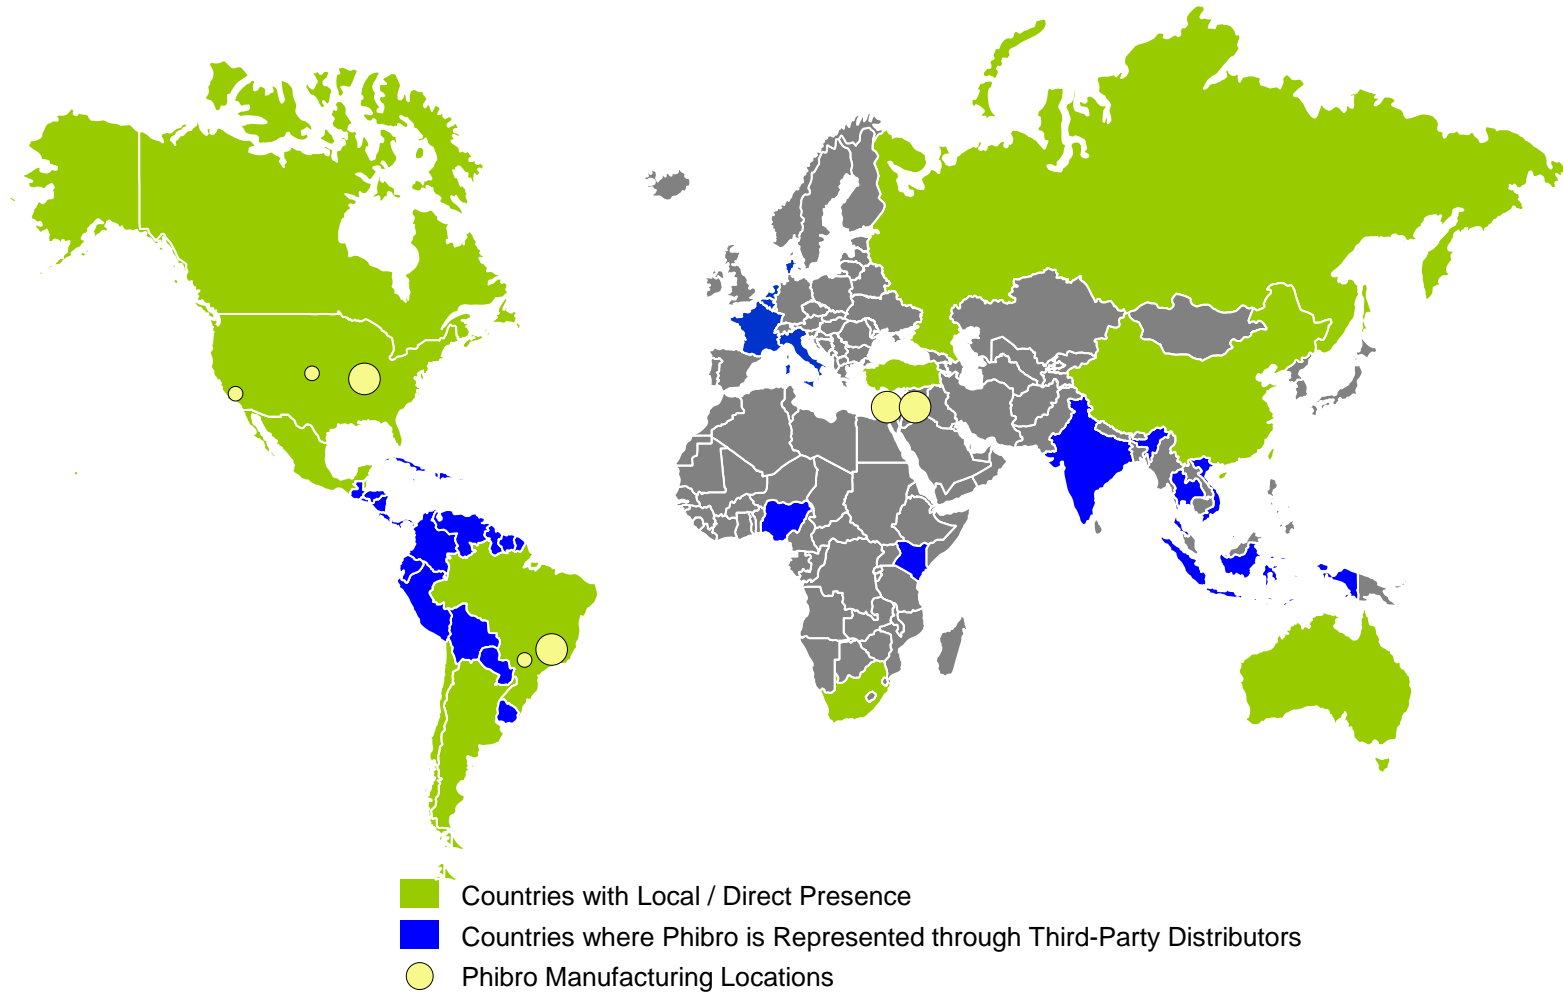 Countries with Local / Direct Presence
Countries where Phibro is Represented through Third-Party Distributors
Phibro Manufacturing Locations